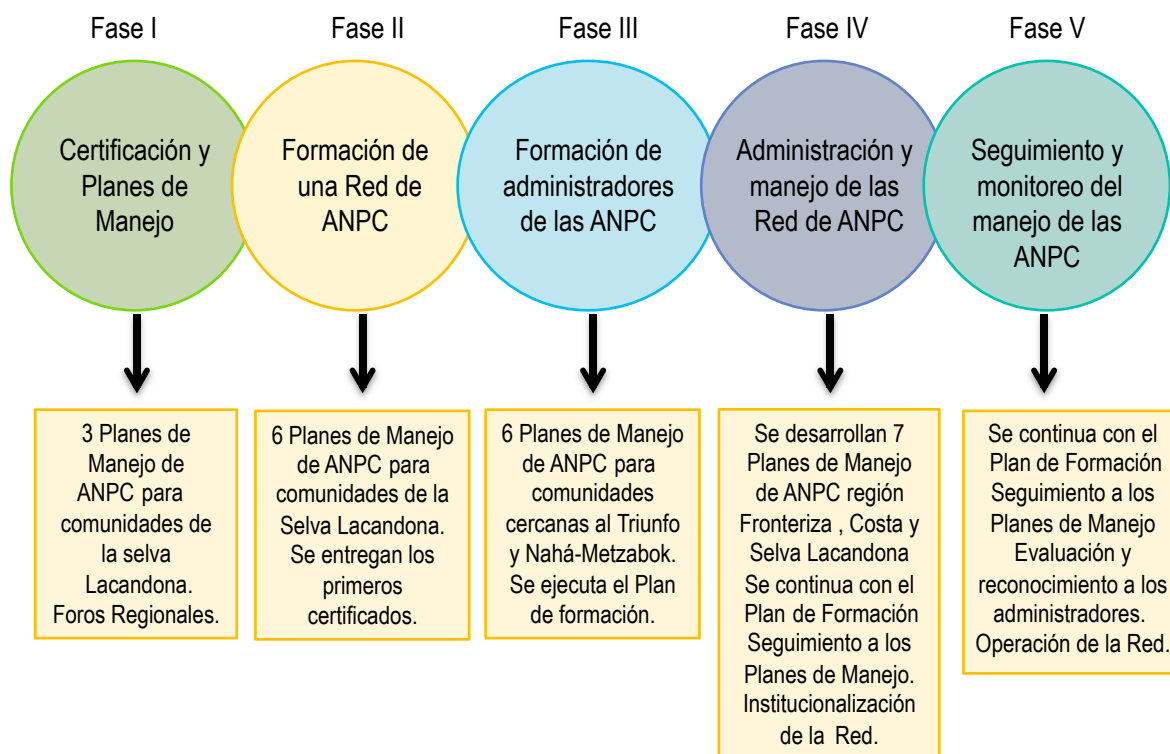 Fase I
Fase II
Fase III
Fase IV
Fase V
Certificación y
Planes de
Manejo
Formación de
una Red de
ANPC
Formación de
administradores
de las ANPC
Administración y
manejo de las
Red de ANPC
Seguimiento y
monitoreo del
manejo de las
ANPC
3 Planes de
Manejo de
ANPC para
comunidades de
la selva
Lacandona.
Foros Regionales.
6 Planes de Manejo
de ANPC para
comunidades de la
Selva Lacandona.
Se entregan los
primeros
certificados.
6 Planes de Manejo
de ANPC para
comunidades
cercanas al Triunfo
y Nahá-Metzabok.
Se ejecuta el Plan
de formación.
Se desarrollan 7
Planes de Manejo
de ANPC región
Fronteriza , Costa y
Selva Lacandona
Se continua con el
Plan de Formación
Seguimiento a los
Planes de Manejo.
Institucionalización
de la Red.
Se continua con el
Plan de Formación
Seguimiento a los
Planes de Manejo
Evaluación y
reconocimiento a los
administradores.
Operación de la Red.